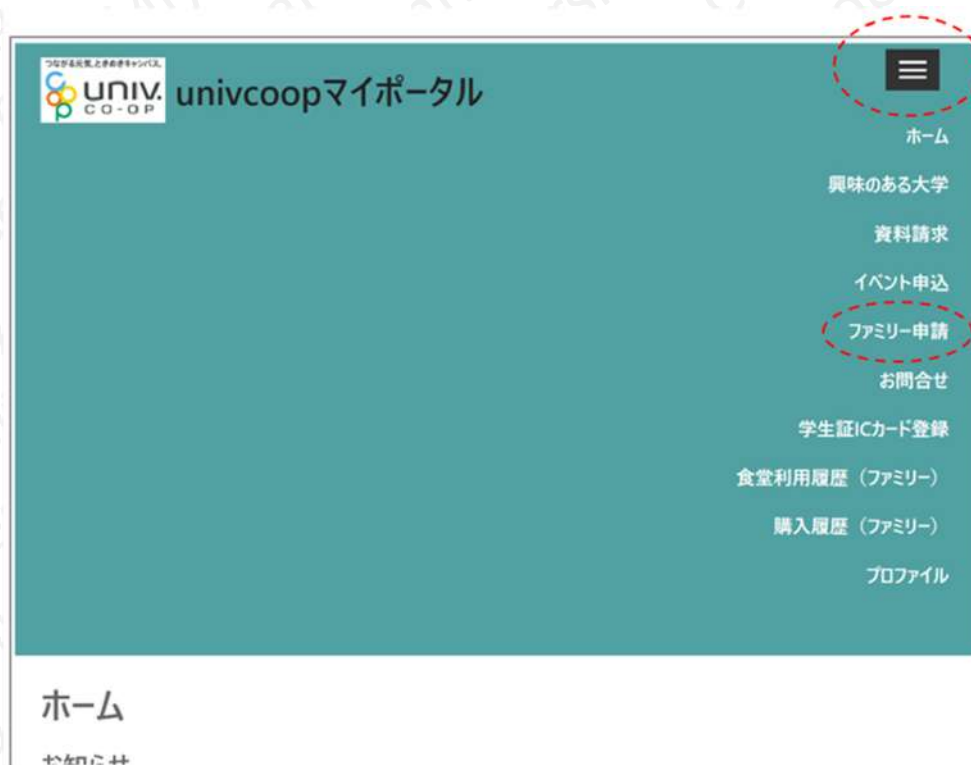 つながる元気、ときめきキャンパス。
univ.
CO-OP
univcoopマイポータル
ホーム
興味のある大学
資料請求
イベント申込
ファミリー申請
お問合せ
学生証ICカード登録
食堂利用履歴（ファミリー）
購入履歴（ファミリー）
プロファイル
ホーム
お知らせ